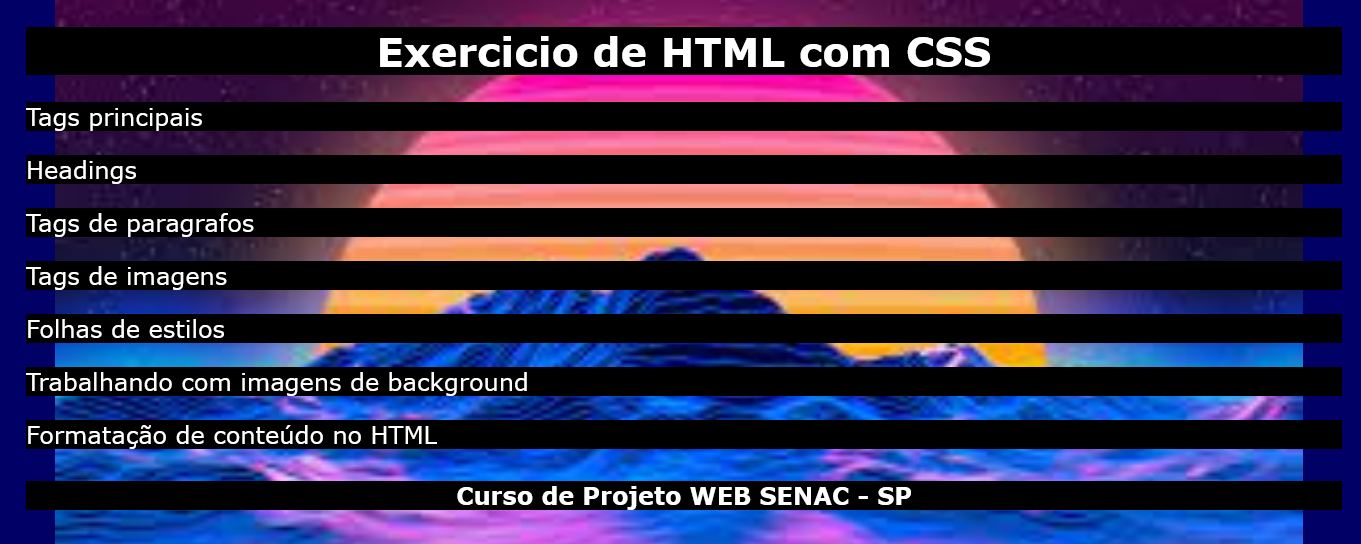 Exercicio de HTML com CSS
Tags principais
Headings
Tags de paragrafos
Tags de imagens
Folhas de estilos
Trabalhando com imagens de background
Formatação de conteúdo no HTML
Curso de Projeto WEB SENAC – SP